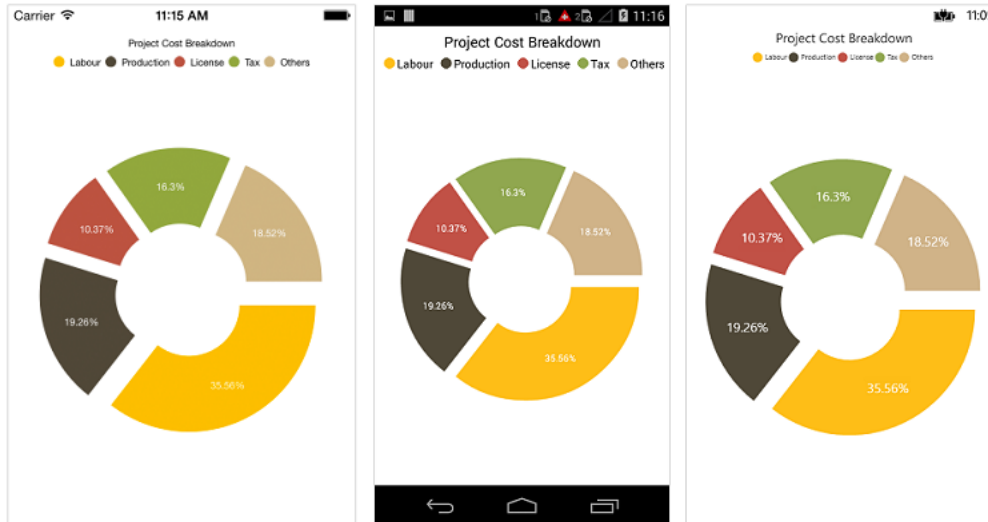 Carrier 11:15 AM
Project Cost Breakdown
Labour Production License Tax Others
16.3%
10.37%
18.52%
19.26%
35.56%
1 2 11:16
Project Cost Breakdown
Labour Production License Tax Others
16.3%
10.37%
18.52%
19.26%
35.56%
Project Cost Breakdown
Labour Production License Tax Others
16.3%
10.37%
18.52%
19.26%
35.56%